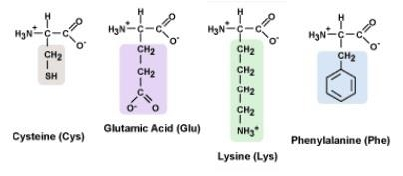 H
H₃N⁺-C-C
O
O⁻
CH₂
SH
Cysteine (Cys)
H
H₃N⁺-C-C
O
O⁻
CH₂
CH₂
C
O⁻ O
Glutamic Acid (Glu)
H
H₃N⁺-C-C
O
O⁻
CH₂
CH₂
CH₂
CH₂
NH₃⁺
Lysine (Lys)
H
H₃N⁺-C-C
O
O⁻
CH₂
Phenylalanine (Phe)